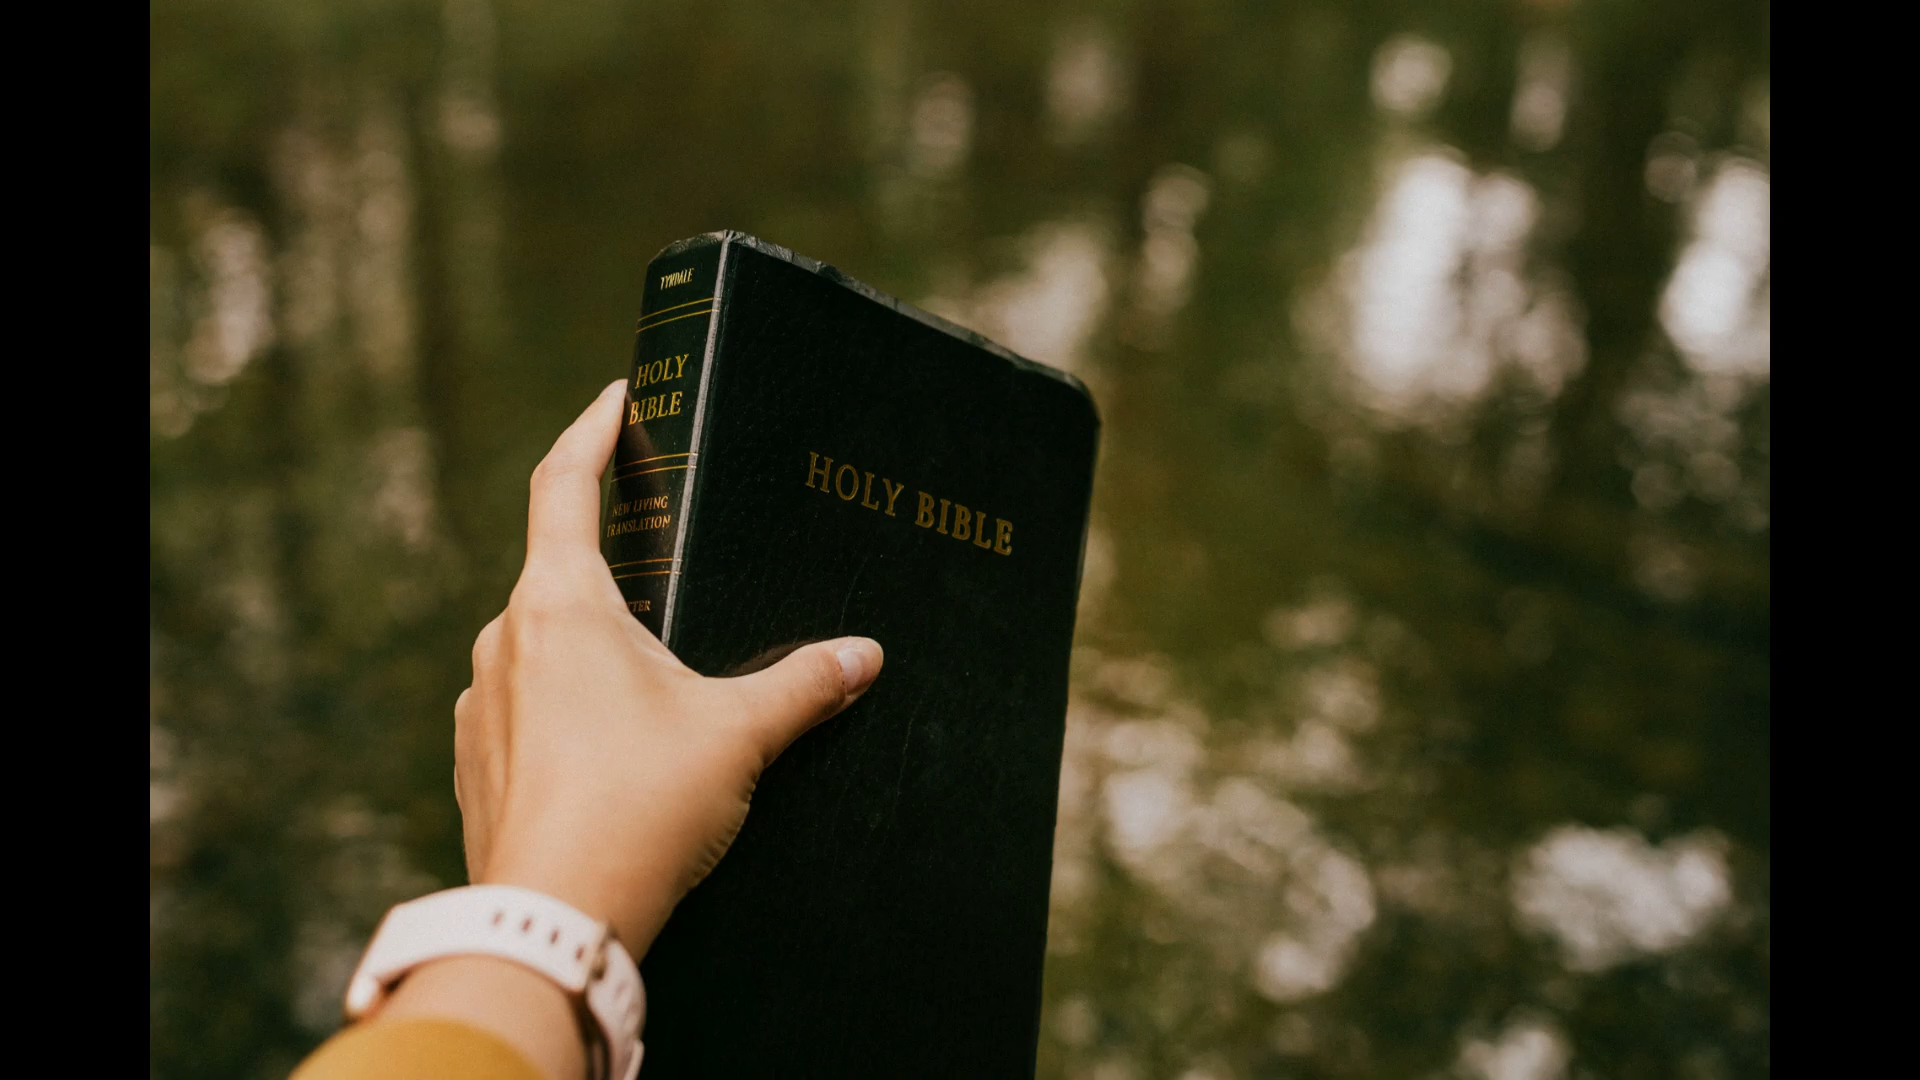 TYNDALE
HOLY
BIBLE
NEW LIVING
TRANSLATION
HOLY BIBLE